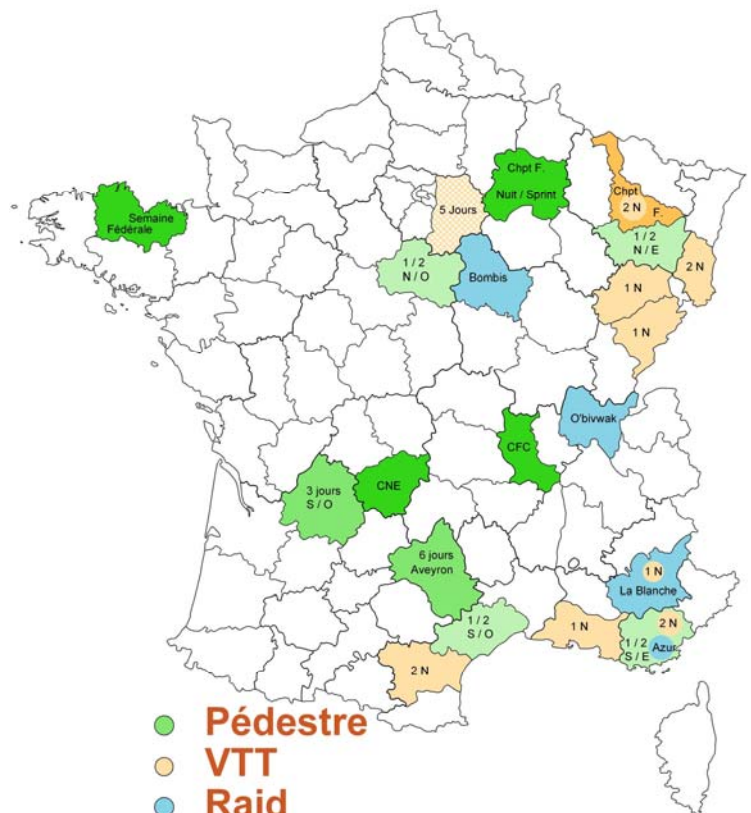 Chpt F.
Nuit / Sprint
Chpt
2 N
F.
5 Jours
Semaine
Fédérale
1 / 2
N / E
1 / 2
N / O
Bombis
2 N
1 N
1 N
O'bivwak
CFC
3 jours
S / O
CNE
6 jours
Aveyron
1 N
La Blanche
1 / 2
S / O
1 N
2 N
1 / 2
S / E
Azur
2 N
Pédestre
VTT
Raid